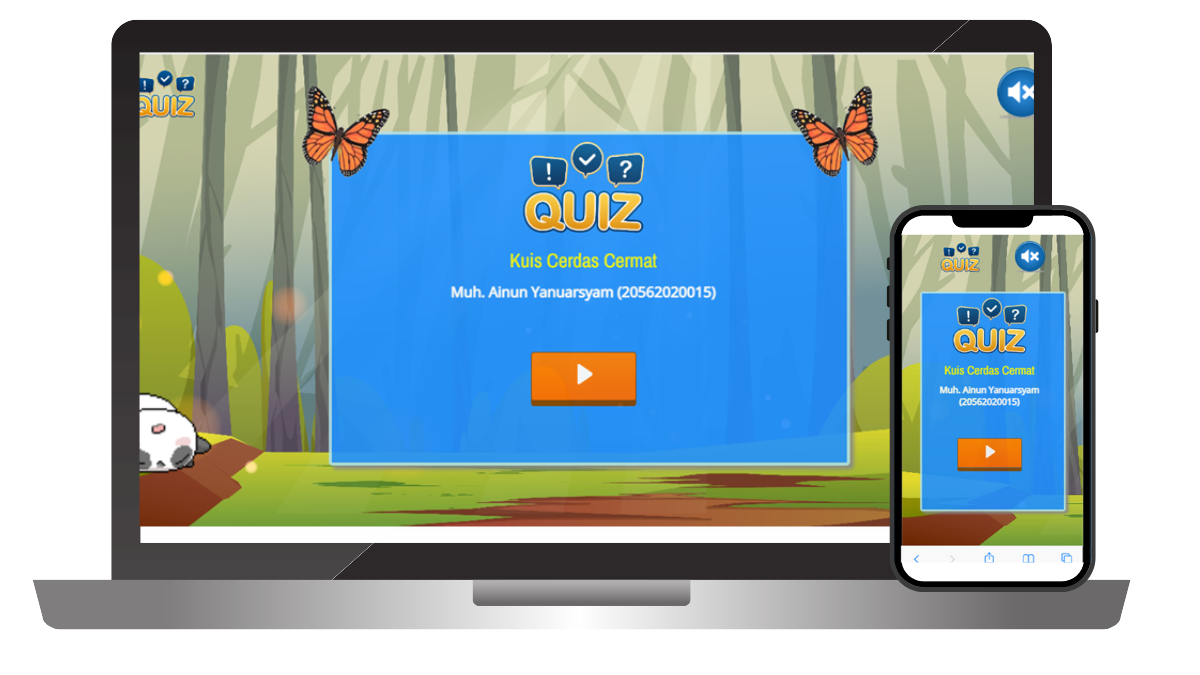 ! ?
QUIZ
! ?
QUIZ
Kuis Cerdas Cermat
Muh. Ainun Yanuarsyam (20562020015)
! ?
QUIZ
! ?
QUIZ
Kuis Cerdas Cermat
Muh. Ainun Yanuarsyam
(20562020015)